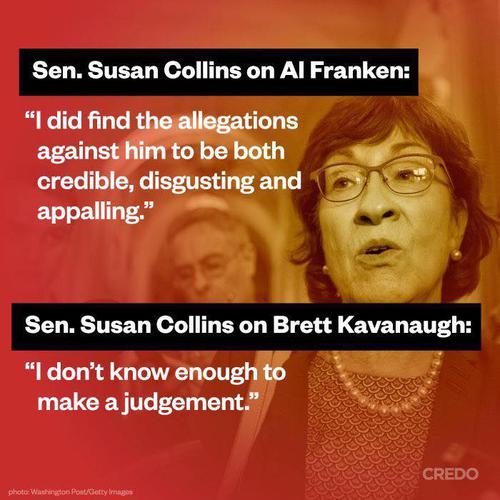 Sen. Susan Collins on Al Franken:
“I did find the allegations
against him to be both
credible, disgusting and
appalling.”
Sen. Susan Collins on Brett Kavanaugh:
“I don’t know enough to
make a judgement.”
CREDO
photo: Washington Post/Getty Images